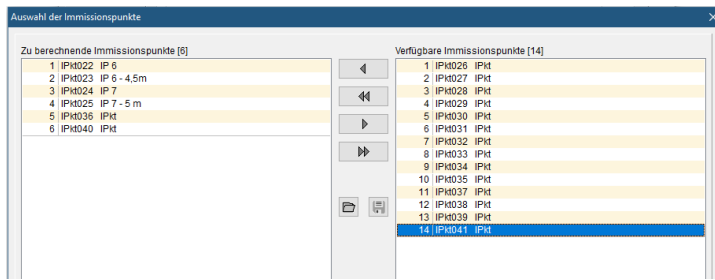 Auswahl der Immissionspunkte
Zu berechnende Immissionspunkte [6]
1 IPkt022 IP 6
2 IPkt023 IP 6 - 4,5m
3 IPkt024 IP 7
4 IPkt025 IP 7 - 5 m
5 IPkt036 IPkt
6 IPkt040 IPkt
Verfügbare Immissionspunkte [14]
1 IPkt026 IPkt
2 IPkt027 IPkt
3 IPkt028 IPkt
4 IPkt029 IPkt
5 IPkt030 IPkt
6 IPkt031 IPkt
7 IPkt032 IPkt
8 IPkt033 IPkt
9 IPkt034 IPkt
10 IPkt035 IPkt
11 IPkt037 IPkt
12 IPkt038 IPkt
13 IPkt039 IPkt
14 IPkt041 IPkt